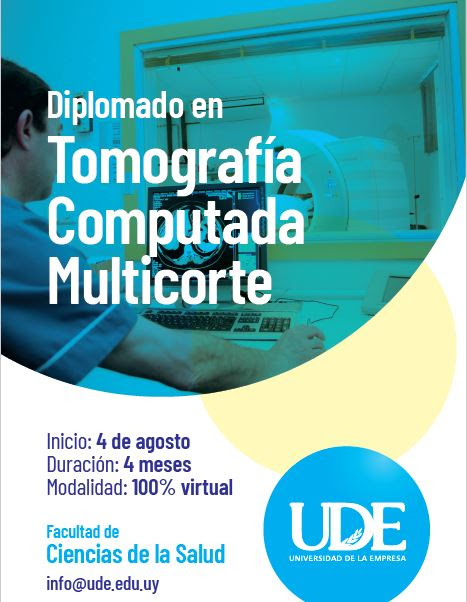 Diplomado en
Tomografía
Computada
Multicorte
Inicio: 4 de agosto
Duración: 4 meses
Modalidad: 100% virtual
Facultad de
Ciencias de la Salud
info@ude.edu.uy
UDE
UNIVERSIDAD DE LA EMPRESA